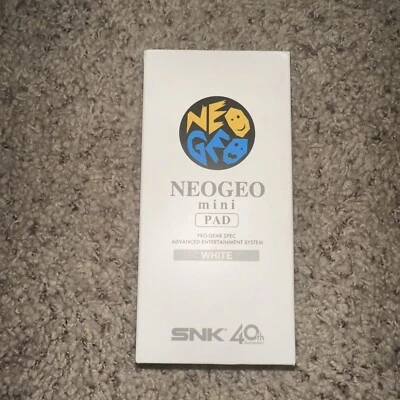 NEO
GEO
NEOGEO
mini
PAD
PRO-GEAR SPEC
ADVANCED ENTERTAINMENT SYSTEM
WHITE
SNK 40th